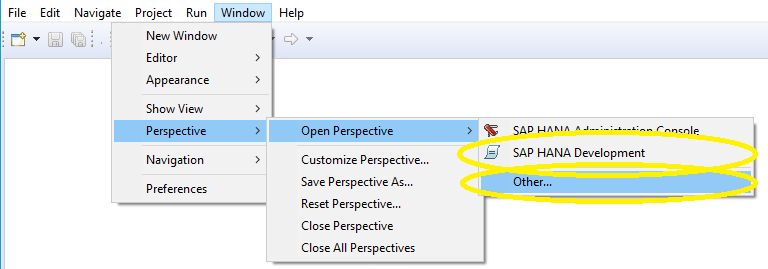 File Edit Navigate Project Run Window Help
New Window
Editor
Appearance
Show View
Perspective
Navigation
Preferences
Open Perspective
Customize Perspective...
Save Perspective As...
Reset Perspective...
Close Perspective
Close All Perspectives
SAP HANA Administration Console
SAP HANA Development
Other...